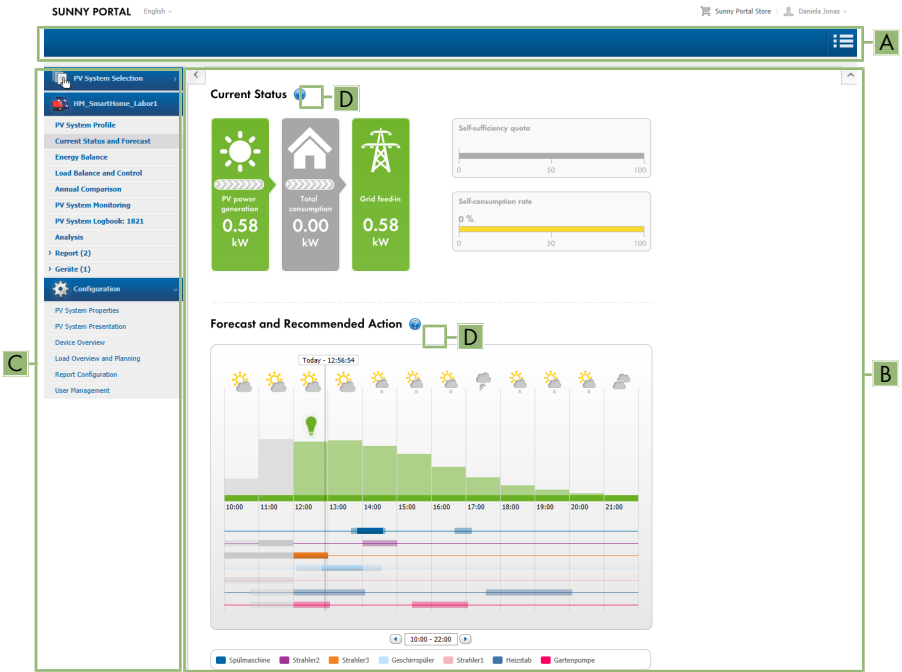 SUNNY PORTAL English
Sunny Portal Store Daniela Jonas
A
PV System Selection
HM_SmartHome_Labor1
PV System Profile
Current Status and Forecast
Energy Balance
Load Balance and Control
Annual Comparison
PV System Monitoring
PV System Logbook: 1821
Analysis
Report (2)
Geräte (1)
Configuration
PV System Properties
PV System Presentation
Device Overview
Load Overview and Planning
Report Configuration
User Management
C
Current Status ? D
PV power
generation
0.58
kW
Total
consumption
0.00
kW
Grid feed-in
0.58
kW
Self-sufficiency quota
0 50 100
Self-consumption rate
0 %
0 50 100
B
Forecast and Recommended Action ? D
Today - 12:56:54
10:00 11:00 12:00 13:00 14:00 15:00 16:00 17:00 18:00 19:00 20:00 21:00
10:00 - 22:00
Spülmaschine Strahler2 Strahler3 Geschirrspüler Strahler1 Heizstab Gartenpumpe